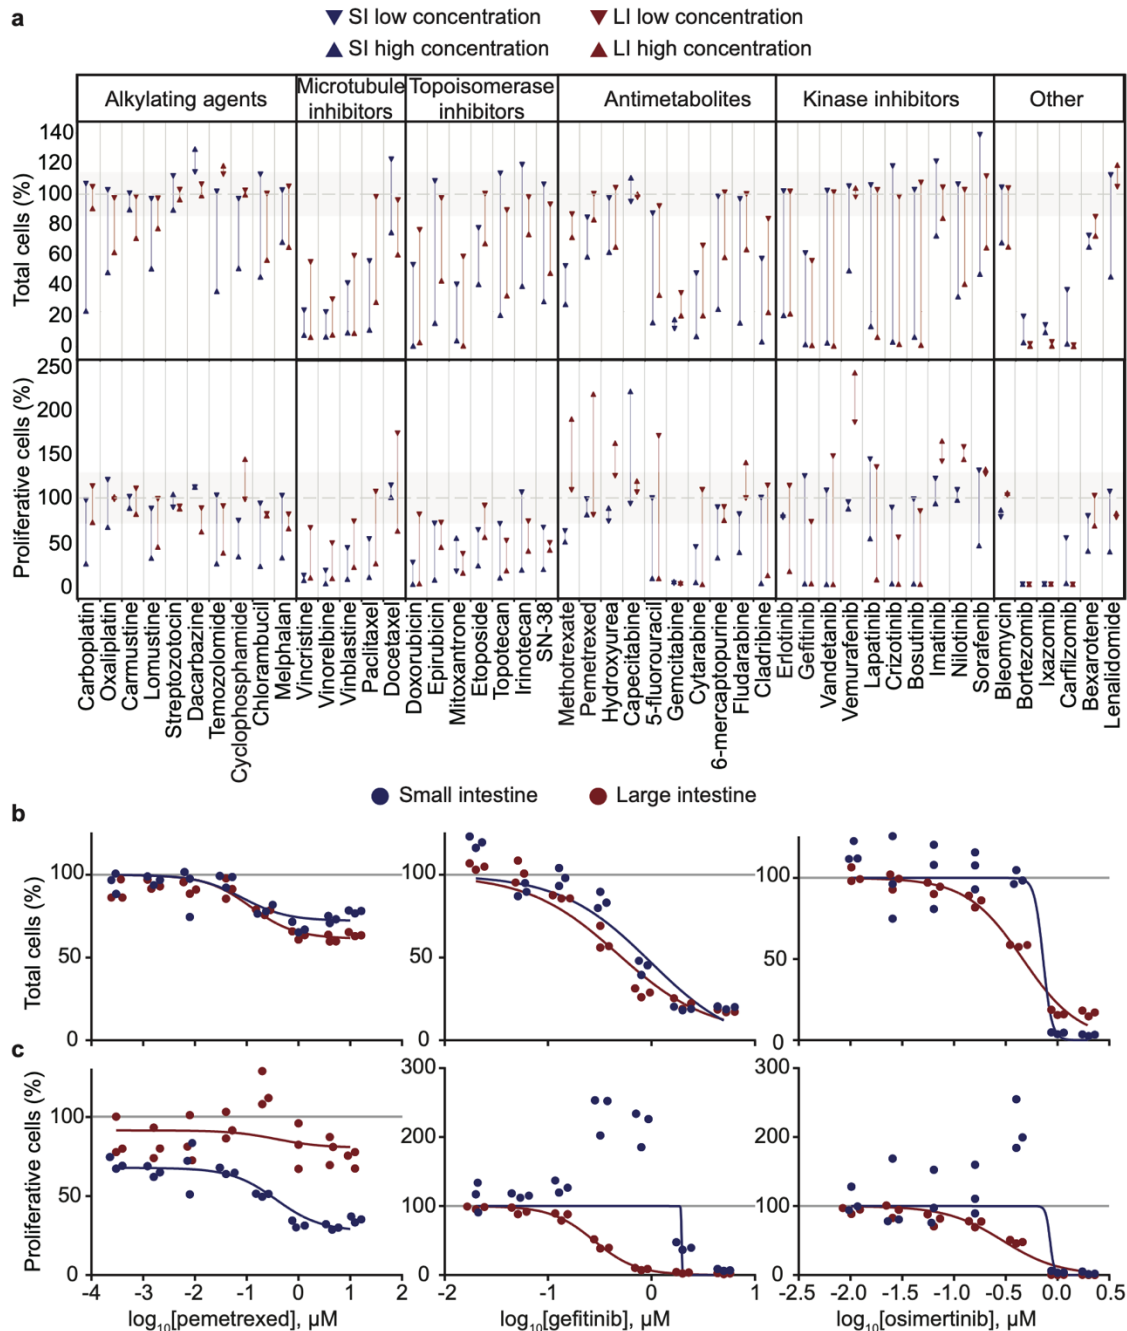 a
SI low concentration
LI low concentration
SI high concentration
LI high concentration
Alkylating agents
Microtubule inhibitors
Topoisomerase inhibitors
Antimetabolites
Kinase inhibitors
Other
Total cells (%)
140
120
100
80
60
40
20
0
Proliferative cells (%)
250
200
150
100
50
0
Carboplatin
Oxaliplatin
Carmustine
Lomustine
Streptozotocin
Dacarbazine
Temozolomide
Cyclophosphamide
Chlorambucil
Melphalan
Vincristine
Vinorelbine
Vinblastine
Paclitaxel
Docetaxel
Doxorubicin
Epirubicin
Mitoxantrone
Etoposide
Topotecan
Irinotecan
SN-38
Methotrexate
Pemetrexed
Hydroxyurea
Capecitabine
5-fluorouracil
Gemcitabine
Cytarabine
6-mercaptopurine
Fludarabine
Cladribine
Erlotinib
Gefitinib
Vandetanib
Vemurafenib
Lapatinib
Crizotinib
Bosutinib
Imatinib
Nilotinib
Sorafenib
Bleomycin
Bortezomib
Ixazomib
Carfilzomib
Bexarotene
Lenalidomide
Small intestine
Large intestine
b
Total cells (%)
100
50
0
100
50
0
100
50
0
c
Proliferative cells (%)
100
50
0
300
200
100
0
300
200
100
0
-4 -3 -2 -1 0 1 2
-2 -1 0 1
-2.5 -2.0 -1.5 -1.0 -0.5 0.0 0.5
log10[pemetrexed], µM
log10[gefitinib], µM
log10[osimertinib], µM